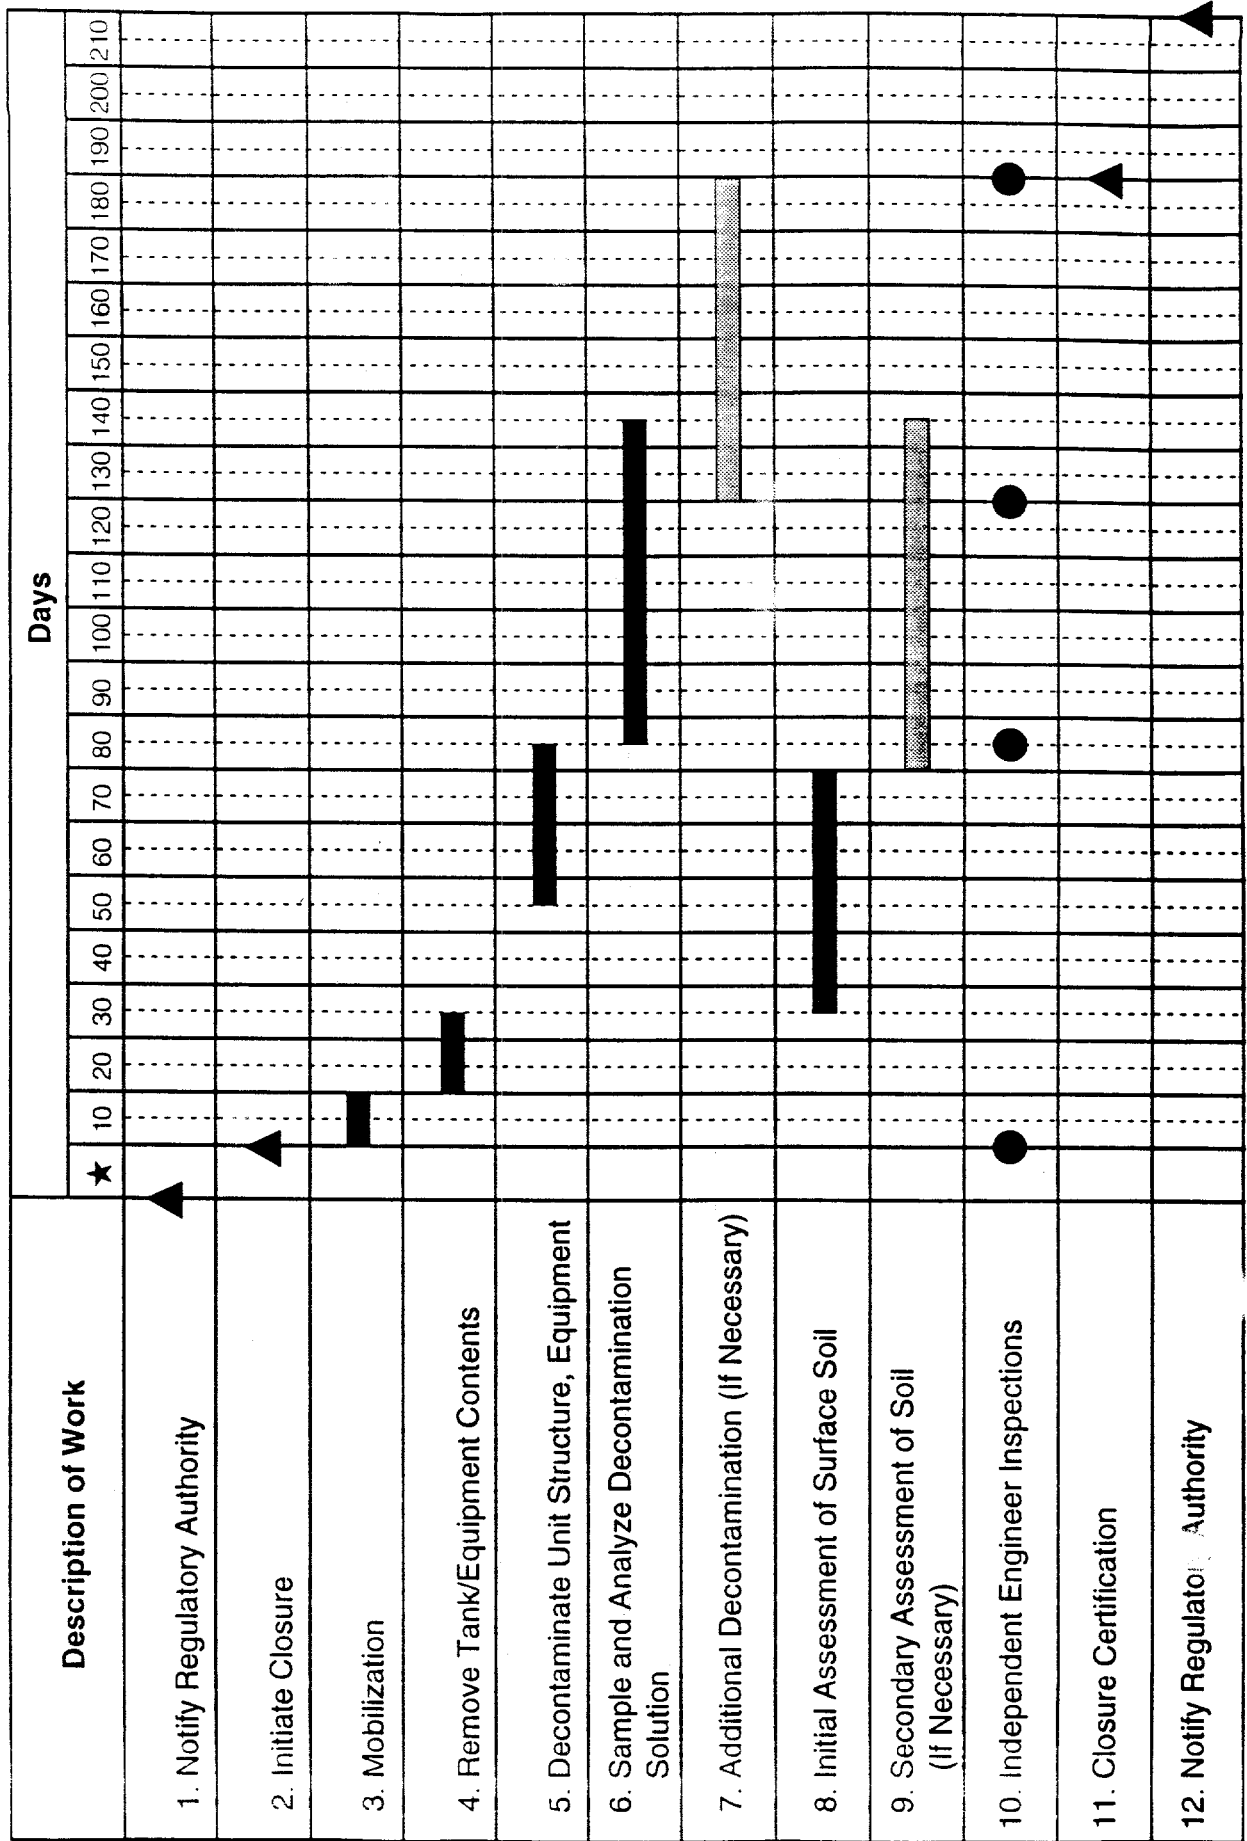 Description of Work
Days
★ 10 20 30 40 50 60 70 80 90 100 110 120 130 140 150 160 170 180 190 200 210
1. Notify Regulatory Authority
2. Initiate Closure
3. Mobilization
4. Remove Tank/Equipment Contents
5. Decontaminate Unit Structure, Equipment
6. Sample and Analyze Decontamination
Solution
7. Additional Decontamination (If Necessary)
8. Initial Assessment of Surface Soil
9. Secondary Assessment of Soil
(If Necessary)
10. Independent Engineer Inspections
11. Closure Certification
12. Notify Regulator Authority